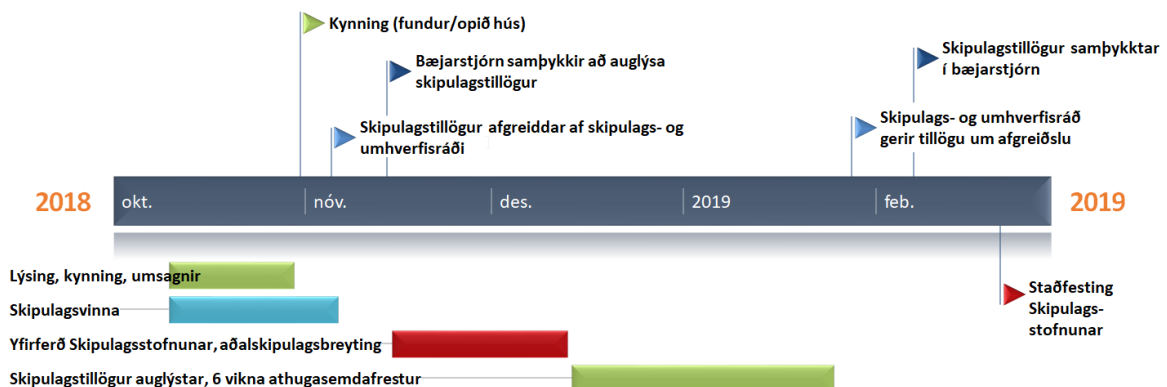 Kynning (fundur/opið hús)
Bæjarstjórn samþykkir að auglýsa
skipulagstillögur
Skipulagstillögur afgreiddar af skipulags- og
umhverfisráði
Skipulagstillögur samþykktar
í bæjarstjórn
Skipulags- og umhverfisráð
gerir tillögu um afgreiðslu
2018 okt. nóv. des. 2019 feb. 2019
Lýsing, kynning, umsagnir
Skipulagsvinna
Yfirferð Skipulagsstofnunar, aðalskipulagsbreyting
Skipulagstillögur auglýstar, 6 vikna athugasemdafrestur
Staðfesting
Skipulags-
stofnunar